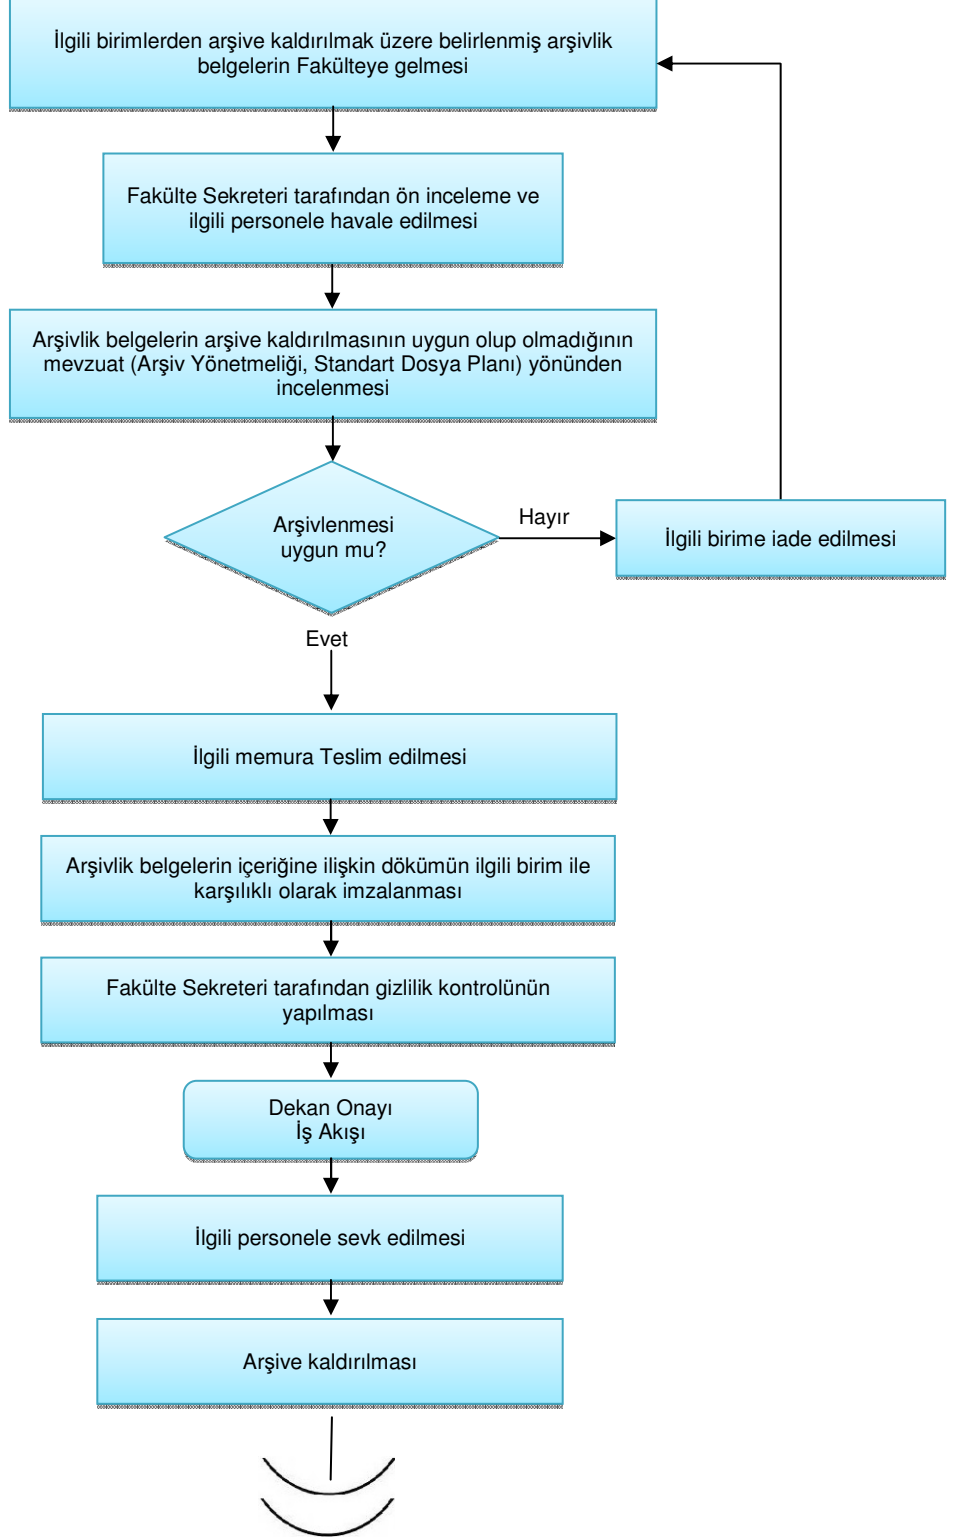 İlgili birimlerden arşive kaldırılmak üzere belirlenmiş arşivlik
belgelerin Fakülteye gelmesi
Fakülte Sekreteri tarafından ön inceleme ve
ilgili personele havale edilmesi
Arşivlik belgelerin arşive kaldırılmasının uygun olup olmadığının
mevzuat (Arşiv Yönetmeliği, Standart Dosya Planı) yönünden
incelenmesi
Arşivlenmesi
uygun mu?
Hayır
İlgili birime iade edilmesi
Evet
İlgili memura Teslim edilmesi
Arşivlik belgelerin içeriğine ilişkin dökümün ilgili birim ile
karşılıklı olarak imzalanması
Fakülte Sekreteri tarafından gizlilik kontrolünün
yapılması
Dekan Onayı
İş Akışı
İlgili personele sevk edilmesi
Arşive kaldırılması